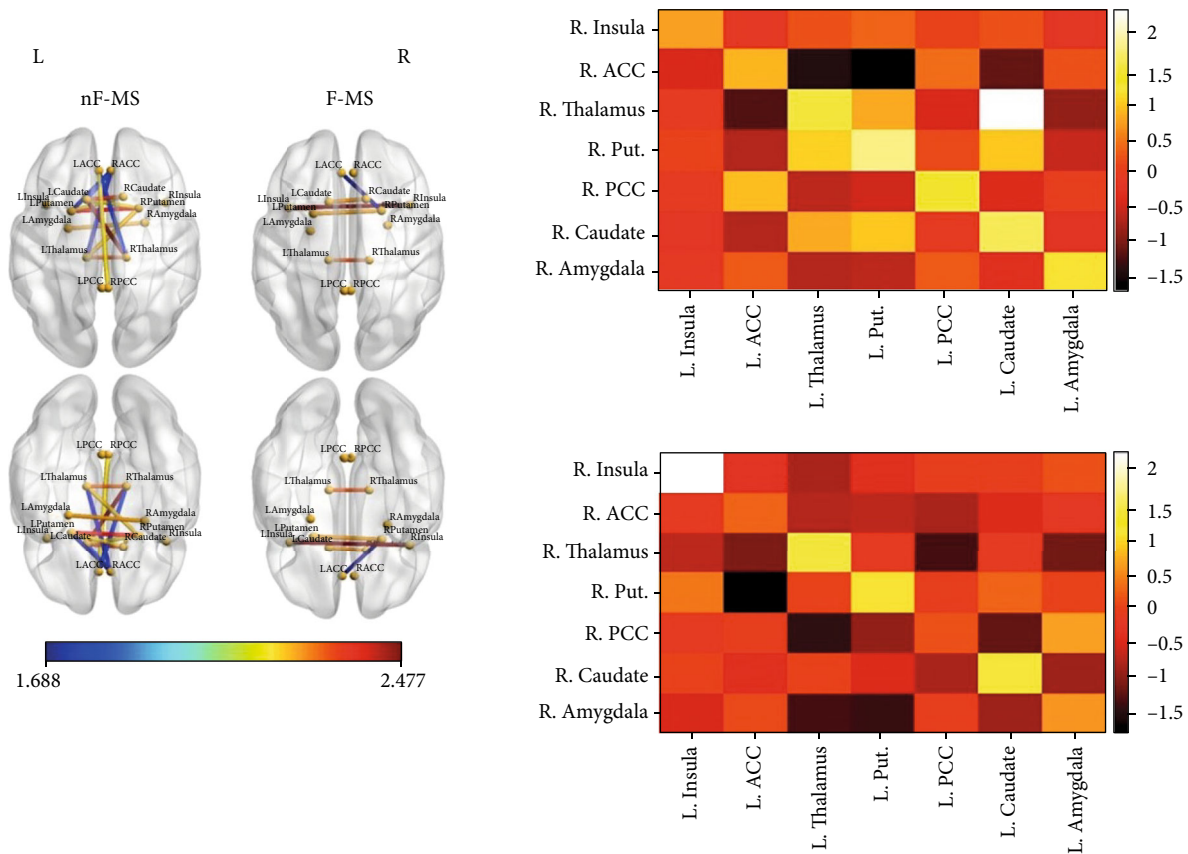 L
R
nF-MS
F-MS
LACC
RACC
LCaudate
RCaudate
LInsula
RInsula
LPutamen
RPutamen
LAmygdala
RAmygdala
LThalamus
RThalamus
LPCC
RPCC
LACC
RACC
LCaudate
RCaudate
LInsula
RInsula
LPutamen
RPutamen
LAmygdala
LThalamus
RThalamus
LPCC
RPCC
LPCC
RPCC
LThalamus
RThalamus
LAmygdala
RAmygdala
LPutamen
RPutamen
LInsula
RInsula
LCaudate
RCaudate
LACC
RACC
LPCC
RPCC
LThalamus
RThalamus
LAmygdala
RAmygdala
LPutamen
RPutamen
LInsula
RInsula
LCaudate
LACC
RACC
1.688
2.477
R. Insula
R. ACC
R. Thalamus
R. Put.
R. PCC
R. Caudate
R. Amygdala
L. Insula
L. ACC
L. Thalamus
L. Put.
L. PCC
L. Caudate
L. Amygdala
2
1.5
1
0.5
0
−0.5
−1
−1.5
R. Insula
R. ACC
R. Thalamus
R. Put.
R. PCC
R. Caudate
R. Amygdala
L. Insula
L. ACC
L. Thalamus
L. Put.
L. PCC
L. Caudate
L. Amygdala
2
1.5
1
0.5
0
−0.5
−1
−1.5